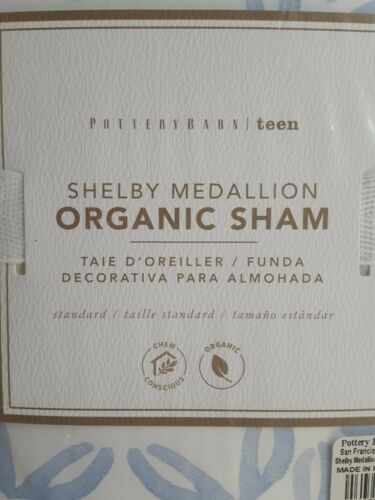 POTTERYBARN | teen
SHELBY MEDALLION
ORGANIC SHAM
TAIE D'OREILLER / FUNDA
DECORATIVA PARA ALMOHADA
standard / taille standard / tamaño estándar
CHEM
CONSCIOUS
ORGANIC
Pottery
San Francis
Shelby Medallio
MADE IN